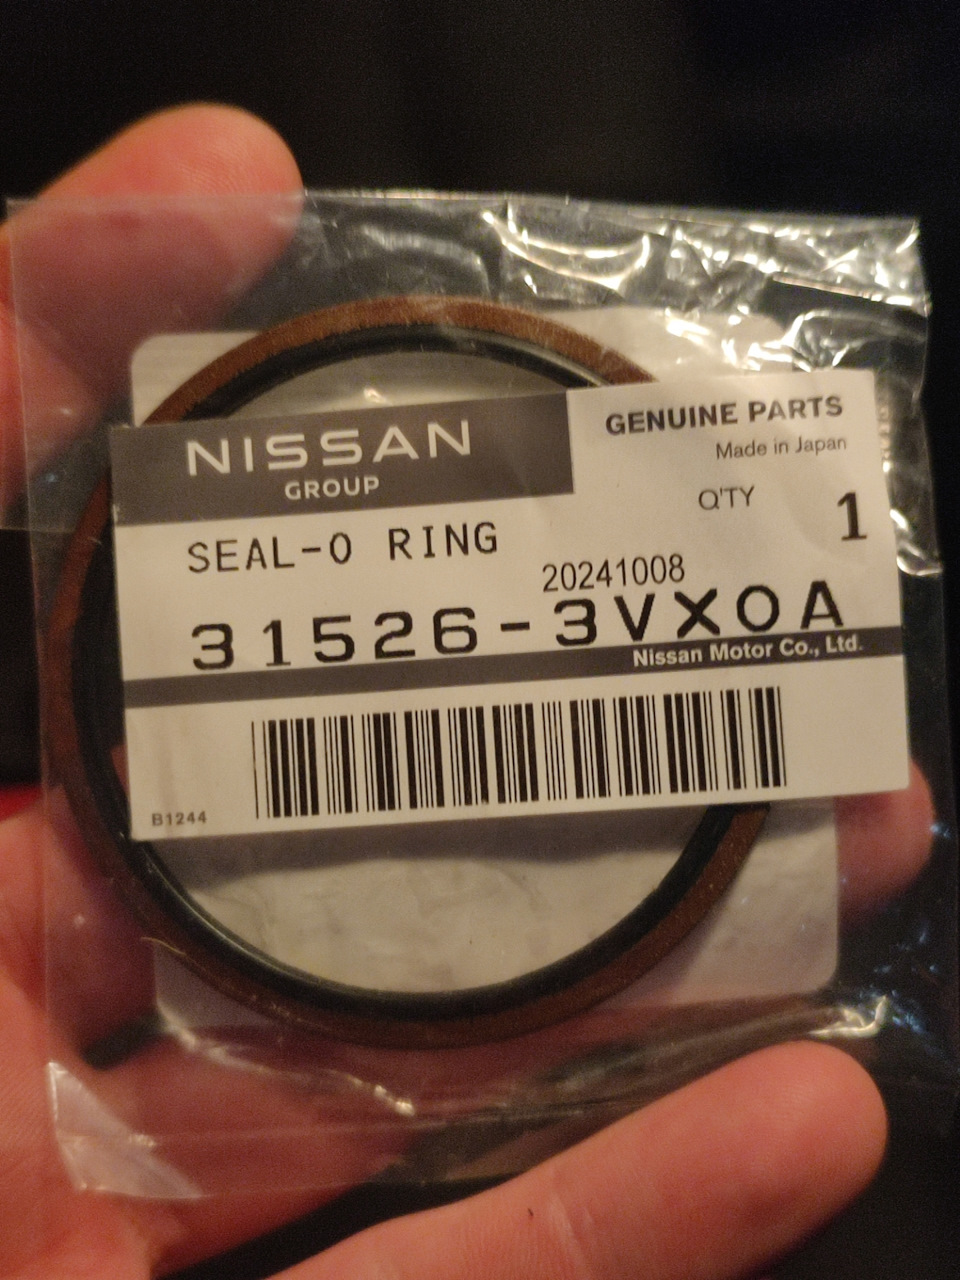 NISSAN
GROUP
GENUINE PARTS
Made in Japan
Q'TY 1
SEAL-O RING
20241008
31526-3VX0A
Nissan Motor Co., Ltd.
B1244